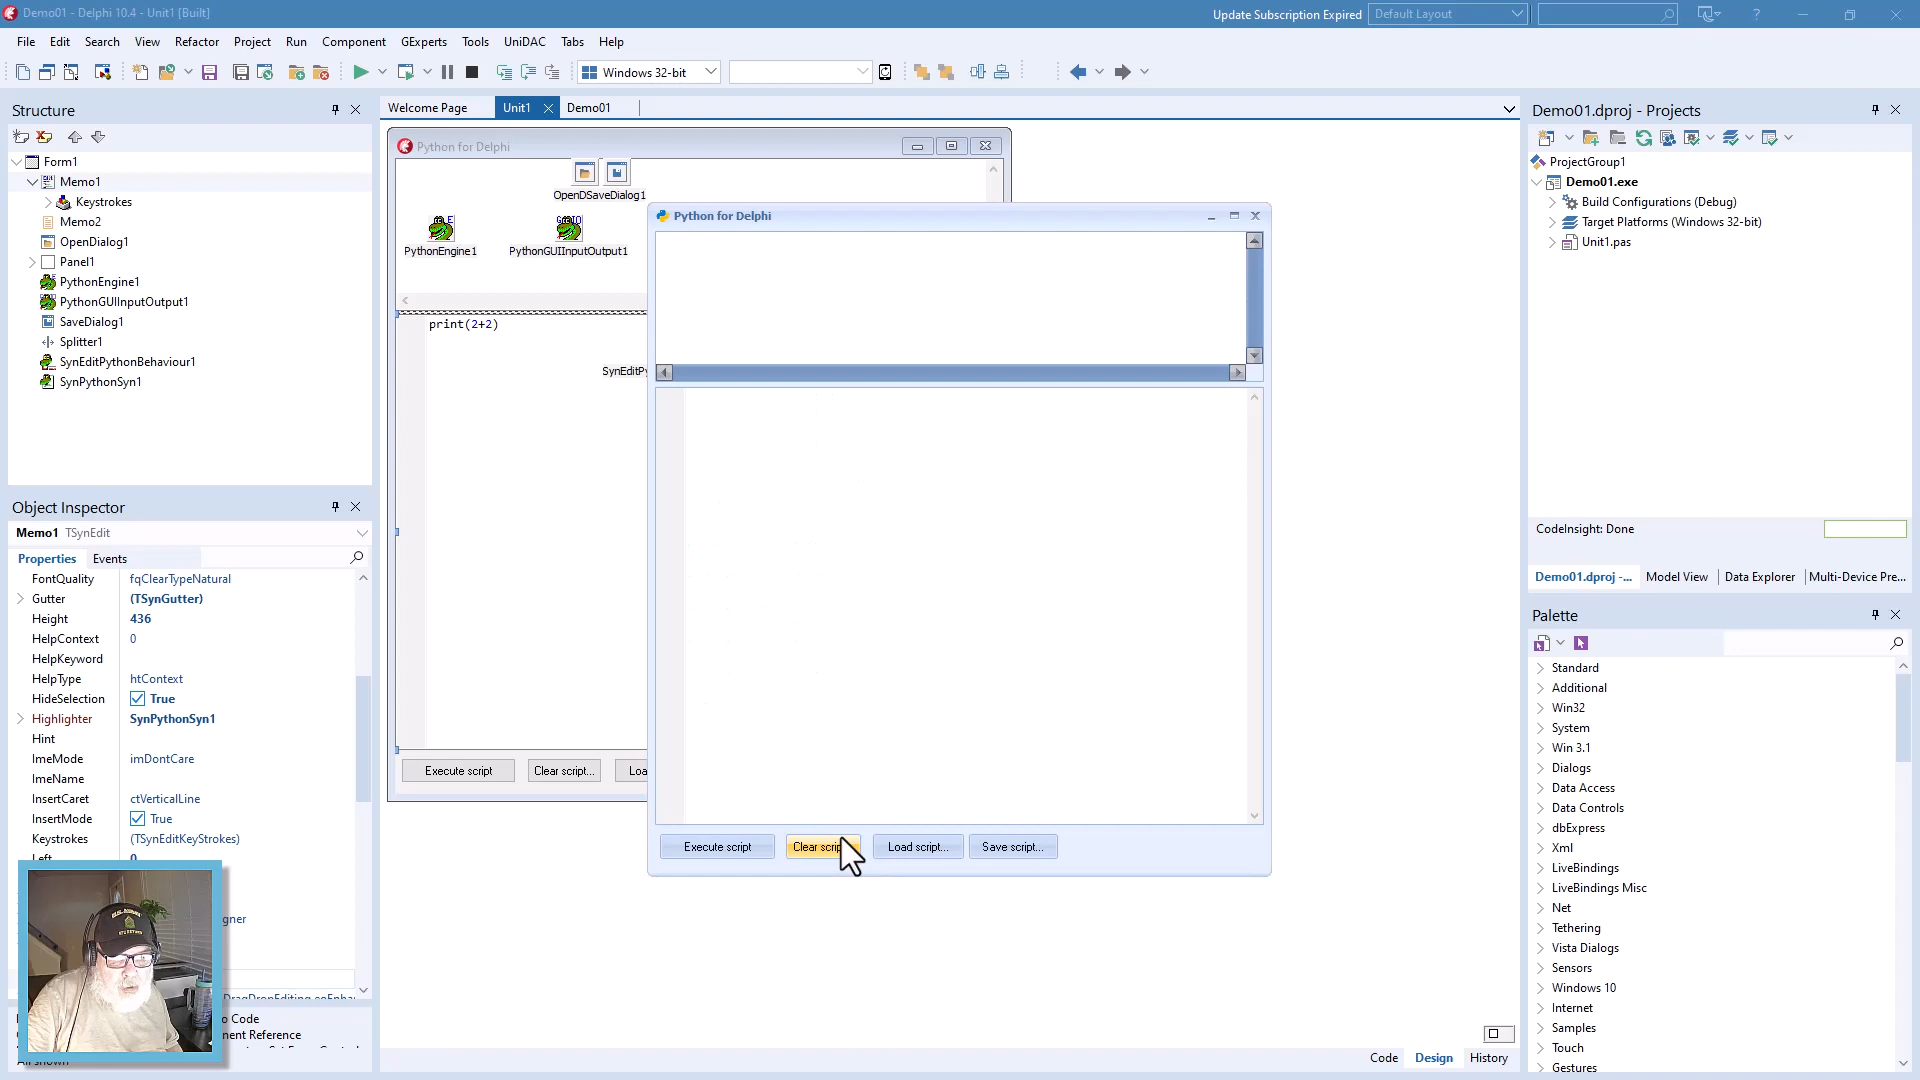 Demo01 - Delphi 10.4 - Unit1 [Built]
Update Subscription Expired
Default Layout
File Edit Search View Refactor Project Run Component GExperts Tools UniDAC Tabs Help
Windows 32-bit
Structure
Form1
Memo1
Keystrokes
Memo2
OpenDialog1
Panel1
PythonEngine1
PythonGUIInputOutput1
SaveDialog1
Splitter1
SynEditPythonBehaviour1
SynPythonSyn1
Object Inspector
Memo1 TSynEdit
Properties Events
FontQuality fqClearTypeNatural
Gutter (TSynGutter)
Height 436
HelpContext 0
HelpKeyword
HelpType htContext
HideSelection True
Highlighter SynPythonSyn1
Hint
ImeMode imDontCare
ImeName
InsertCaret ctVerticalLine
InsertMode True
Keystrokes (TSynEditKeyStrokes)
Left 0
Welcome Page Unit1 Demo01
Python for Delphi
OpenDSaveDialog1
PythonEngine1 PythonGUIInputOutput1
print(2+2)
SynEditPy
Execute script Clear script... Loa
Python for Delphi
Execute script Clear scrip Load script... Save script...
Code Design History
Demo01.dproj - Projects
ProjectGroup1
Demo01.exe
Build Configurations (Debug)
Target Platforms (Windows 32-bit)
Unit1.pas
CodeInsight: Done
Demo01.dproj -... Model View Data Explorer Multi-Device Pre...
Palette
Standard
Additional
Win32
System
Win 3.1
Dialogs
Data Access
Data Controls
dbExpress
Xml
LiveBindings
LiveBindings Misc
Net
Tethering
Vista Dialogs
Sensors
Windows 10
Internet
Samples
Touch
Gestures